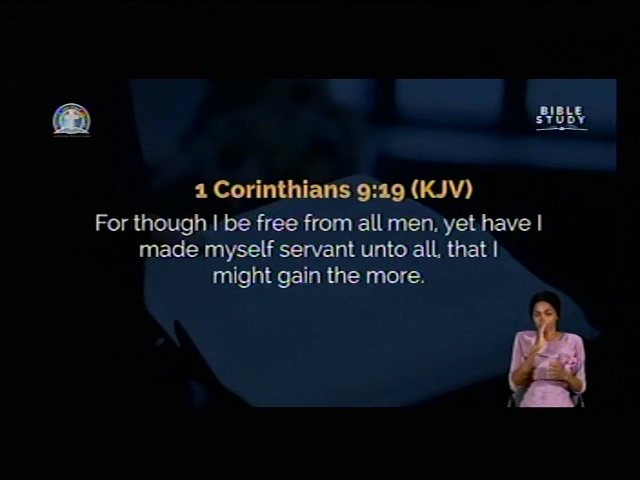 BIBLE
STUDY
1 Corinthians 9:19 (KJV)
For though I be free from all men, yet have I
made myself servant unto all, that I
might gain the more.